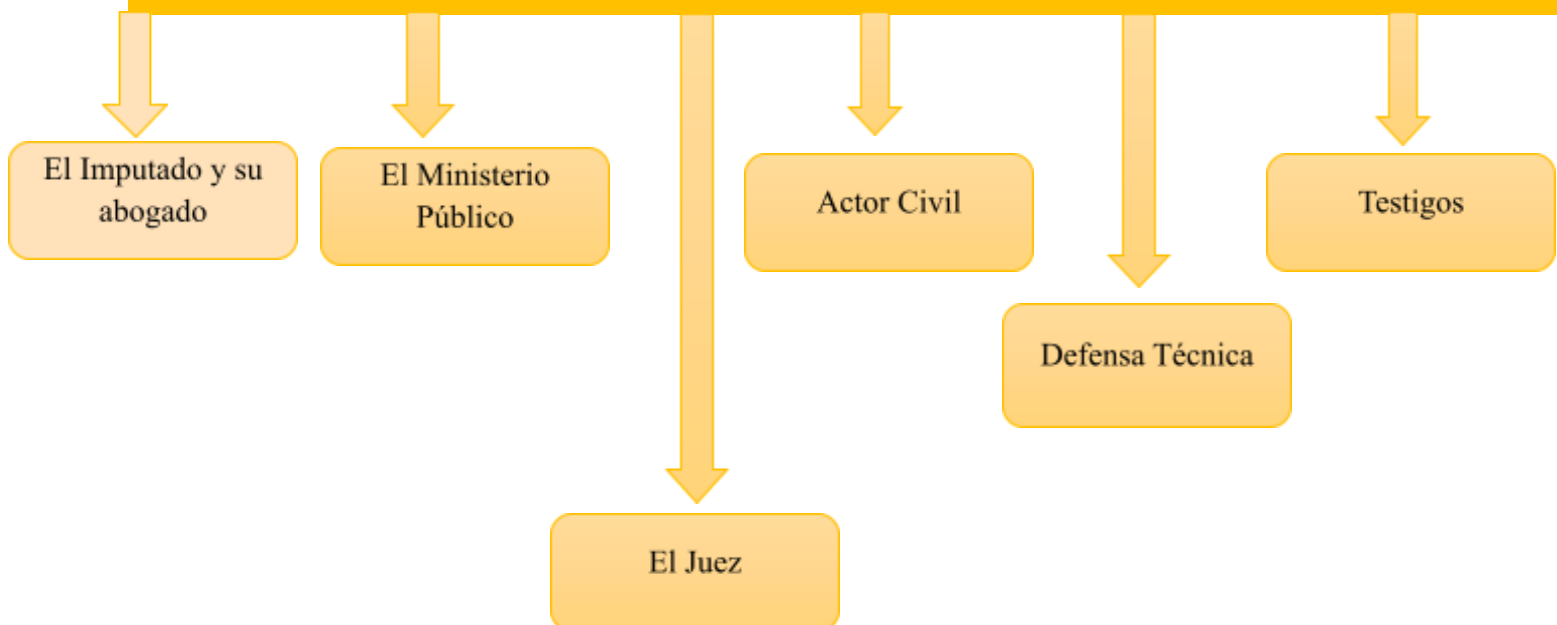 El Imputado y su
abogado
El Ministerio
Público
Actor Civil
Testigos
Defensa Técnica
El Juez